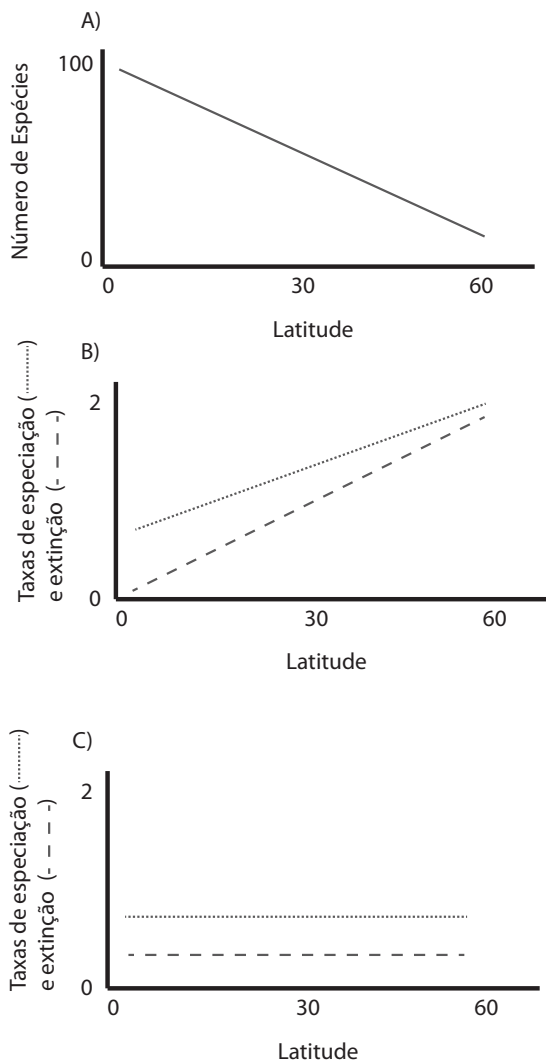 A)
Número de Espécies
100
0
0 30 60
Latitude
B)
Taxas de especiação (..........)
e extinção (- – – -)
2
0
0 30 60
Latitude
C)
Taxas de especiação (..........)
e extinção (- – – -)
2
0
0 30 60
Latitude